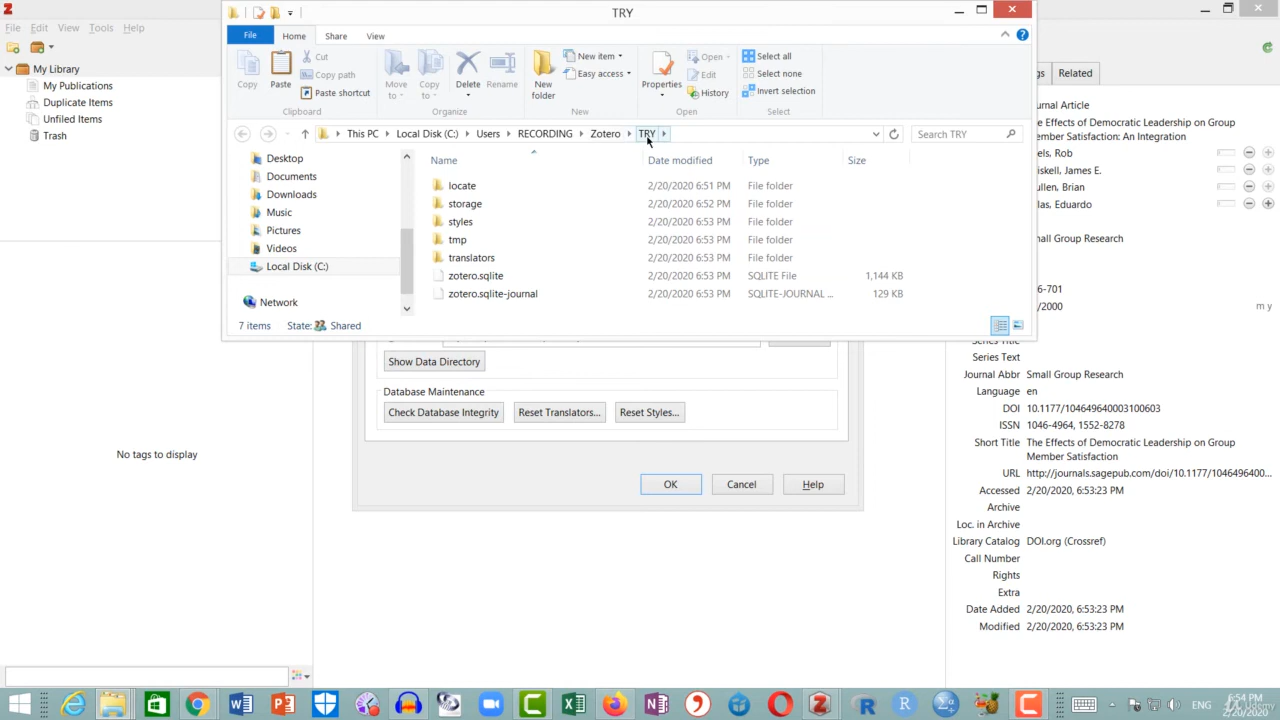 TRY
File Edit View Tools Help
File Home Share View
My Library
My Publications
Duplicate Items
Unfiled Items
Trash
No tags to display
Copy
Paste
Cut
Copy path
Paste shortcut
Clipboard
Move to
Copy to
Delete
Rename
Organize
New folder
New item
Easy access
New
Properties
Open
Edit
History
Open
Select all
Select none
Invert selection
Select
This PC Local Disk (C:) Users RECORDING Zotero TRY
Search TRY
Desktop
Documents
Downloads
Music
Pictures
Videos
Local Disk (C:)
Network
Name Date modified Type Size
locate 2/20/2020 6:51 PM File folder
storage 2/20/2020 6:52 PM File folder
styles 2/20/2020 6:53 PM File folder
tmp 2/20/2020 6:53 PM File folder
translators 2/20/2020 6:53 PM File folder
zotero.sqlite 2/20/2020 6:53 PM SQLITE File 1,144 KB
zotero.sqlite-journal 2/20/2020 6:53 PM SQLITE-JOURNAL ... 129 KB
7 items State: Shared
Show Data Directory
Database Maintenance
Check Database Integrity Reset Translators... Reset Styles...
OK Cancel Help
gs Related
urnal Article
he Effects of Democratic Leadership on Group
Member Satisfaction: An Integration
els, Rob
iskell, James E.
ullen, Brian
las, Eduardo
mall Group Research
6-701
/2000 m y
Series Text
Journal Abbr Small Group Research
Language en
DOI 10.1177/104649640003100603
ISSN 1046-4964, 1552-8278
Short Title The Effects of Democratic Leadership on Group
Member Satisfaction
URL http://journals.sagepub.com/doi/10.1177/1046496400...
Accessed 2/20/2020, 6:53:23 PM
Archive
Loc. in Archive
Library Catalog DOI.org (Crossref)
Call Number
Rights
Extra
Date Added 2/20/2020, 6:53:23 PM
Modified 2/20/2020, 6:53:23 PM
ENG
6:54 PM
2/20/2020
Udemy